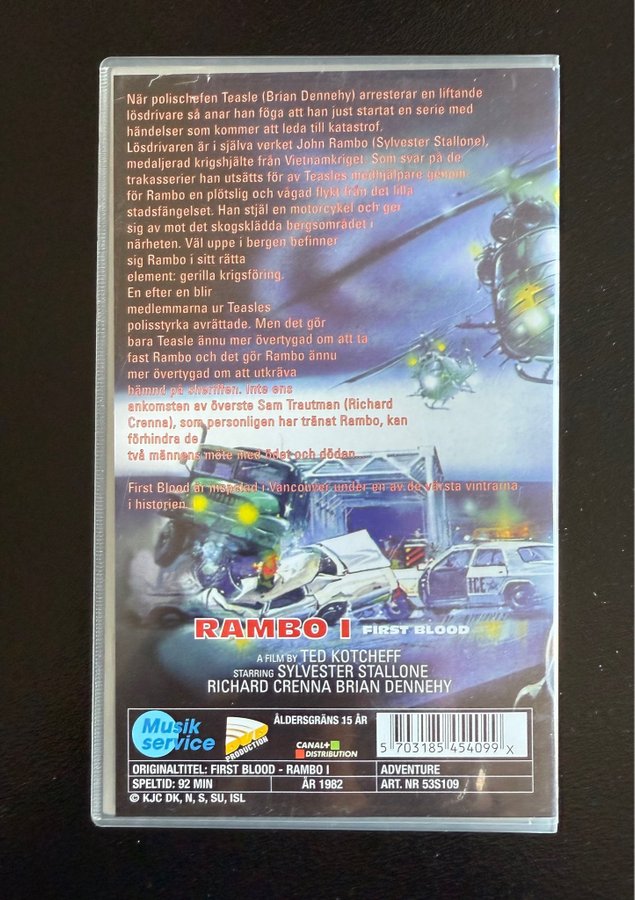 När polischefen Teasle (Brian Dennehy) arresterar en liftande
lösdrivare så anar han föga att han just startat en serie med
händelser som kommer att leda till katastrof.
Lösdrivaren är i själva verket John Rambo (Sylvester Stallone),
medaljerad krigshjälte från Vietnamkriget. Som svar på de
trakasserier han utsätts för av Teasles medhjälpare genom
för Rambo en plötslig och vågad flykt från det lilla
stadsfängelset. Han stjäl en motorcykel och ger
sig av mot det skogsklädda bergsområdet i
närheten. Väl uppe i bergen befinner
sig Rambo i sitt rätta
element: gerilla krigsföring.
En efter en blir
medlemmarna ur Teasles
polisstyrka avrättade. Men det gör
bara Teasle ännu mer övertygad om att ta
fast Rambo och det gör Rambo ännu
mer övertygad om att utkräva
hämnd på sheriffen. Inte ens
ankomsten av överste Sam Trautman (Richard
Crenna), som personligen har tränat Rambo, kan
förhindra de
två männens möte med ödet och döden....
First Blood är inspelad i Vancouver under en av de värsta vintrarna
i historien.
ICE
RAMBO I FIRST BLOOD
A FILM BY TED KOTCHEFF
STARRING SYLVESTER STALLONE
RICHARD CRENNA BRIAN DENNEHY
Musik
service
PRODUCTION
ÅLDERSGRÄNS 15 ÅR
CANAL+
DISTRIBUTION
5 703185 454099 X
ORIGINALTITEL: FIRST BLOOD - RAMBO I ADVENTURE
SPELTID: 92 MIN ÅR 1982 ART. NR 53S109
© KJC DK, N, S, SU, ISL